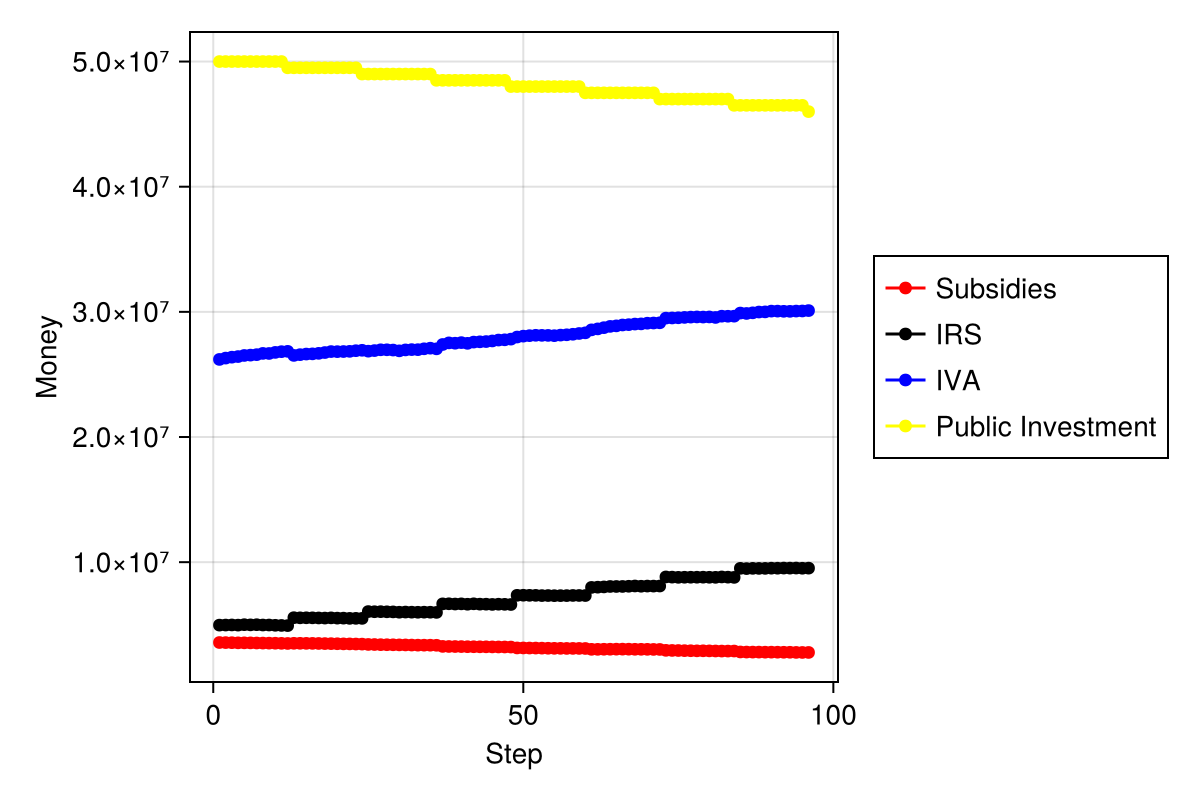 5.0×10⁷
4.0×10⁷
3.0×10⁷
2.0×10⁷
1.0×10⁷
Money
0
50
100
Step
Subsidies
IRS
IVA
Public Investment